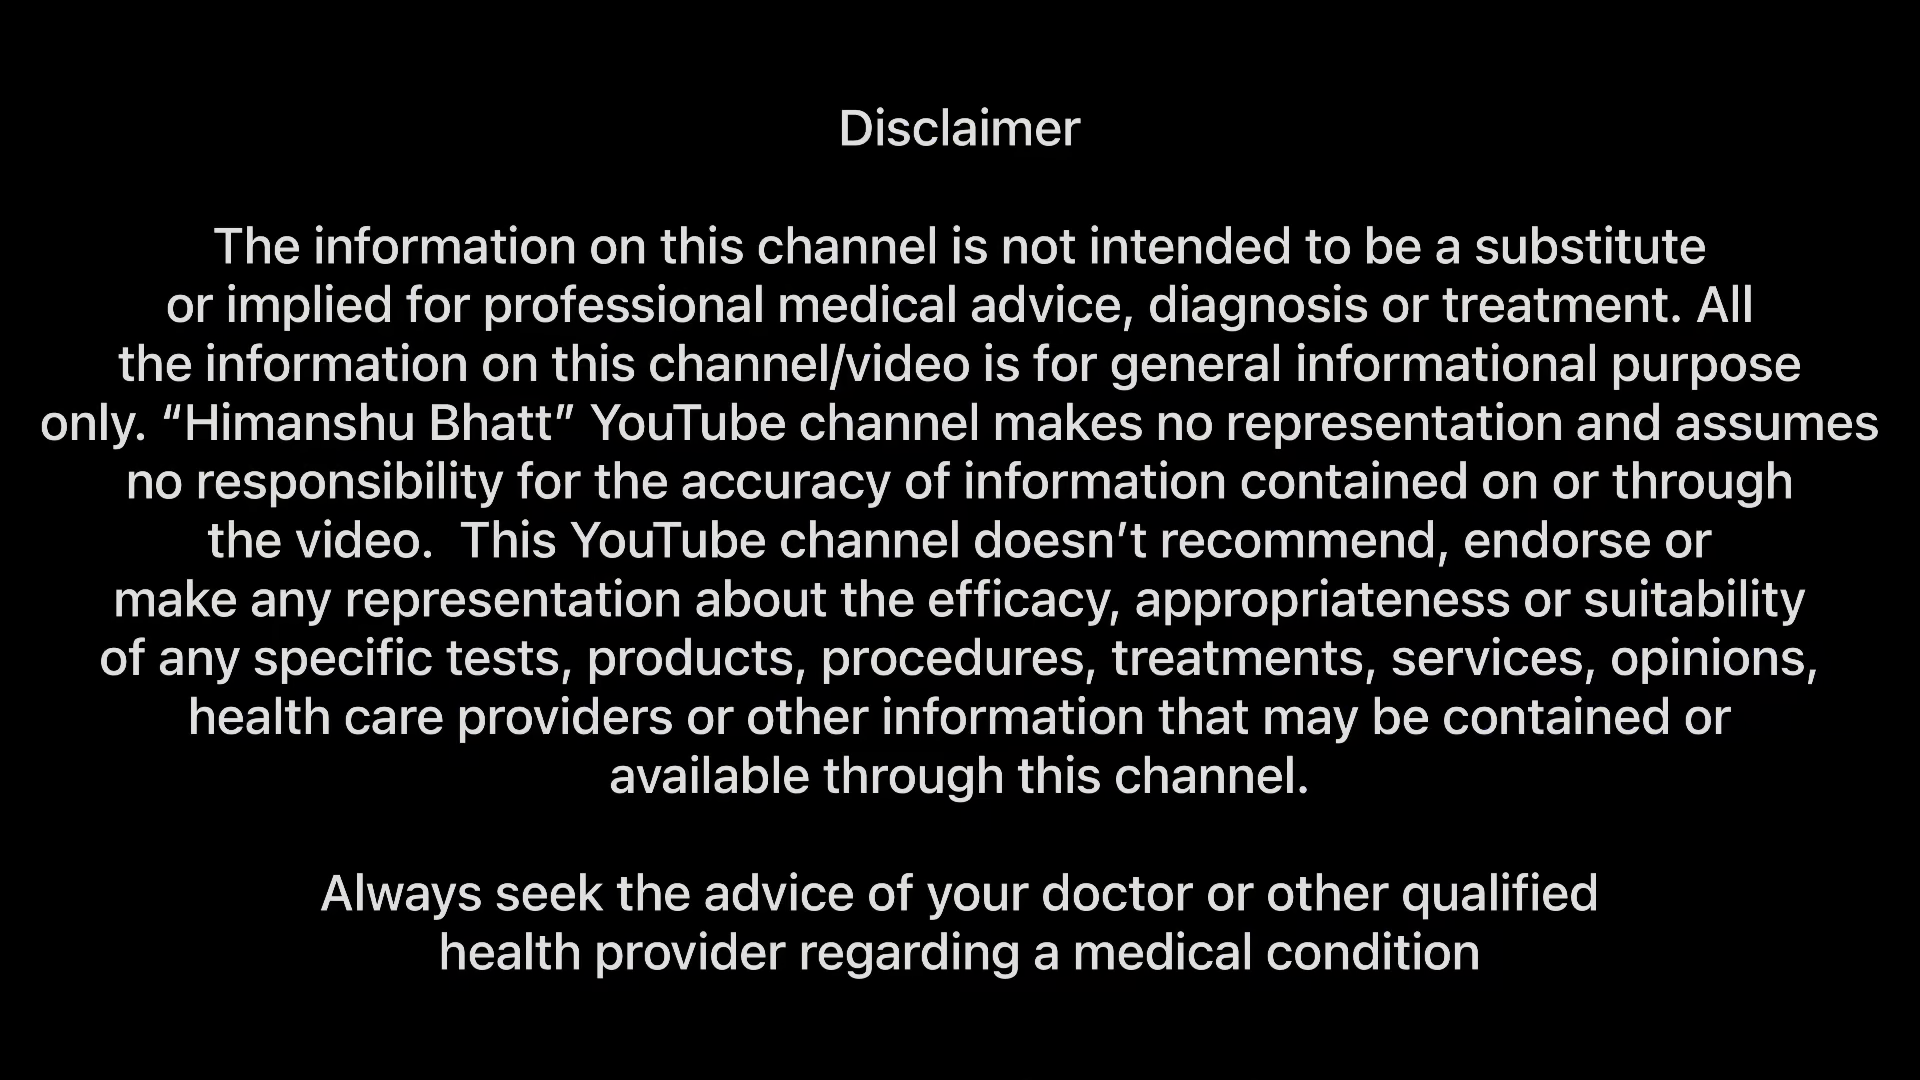 Disclaimer
The information on this channel is not intended to be a substitute
or implied for professional medical advice, diagnosis or treatment. All
the information on this channel/video is for general informational purpose
only. “Himanshu Bhatt” YouTube channel makes no representation and assumes
no responsibility for the accuracy of information contained on or through
the video.  This YouTube channel doesn’t recommend, endorse or
make any representation about the efficacy, appropriateness or suitability
of any specific tests, products, procedures, treatments, services, opinions,
health care providers or other information that may be contained or
available through this channel.
Always seek the advice of your doctor or other qualified
health provider regarding a medical condition